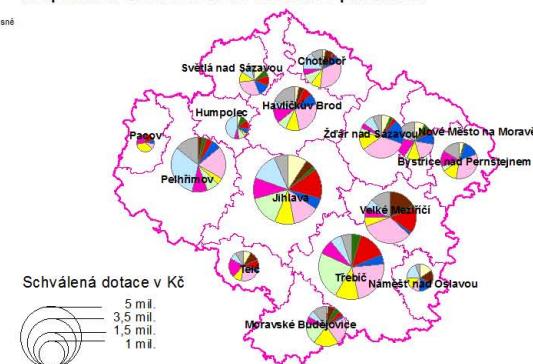 sně
Světlá nad Sázavou
Chotěboř
Havlíčkův Brod
Humpolec
Pacov
Pelhřimov
Žďár nad Sázavou
Nové Město na Moravě
Bystřice nad Pernštejnem
Jihlava
Velké Meziříčí
Telč
Třebíč
Náměšť nad Oslavou
Moravské Budějovice
Schválená dotace v Kč
5 mil.
3,5 mil.
1,5 mil.
1 mil.